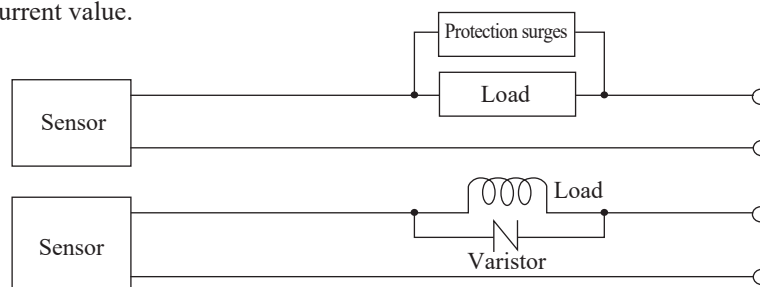 urrent value.
Protection surges
Sensor
Load
Sensor
Load
Varistor